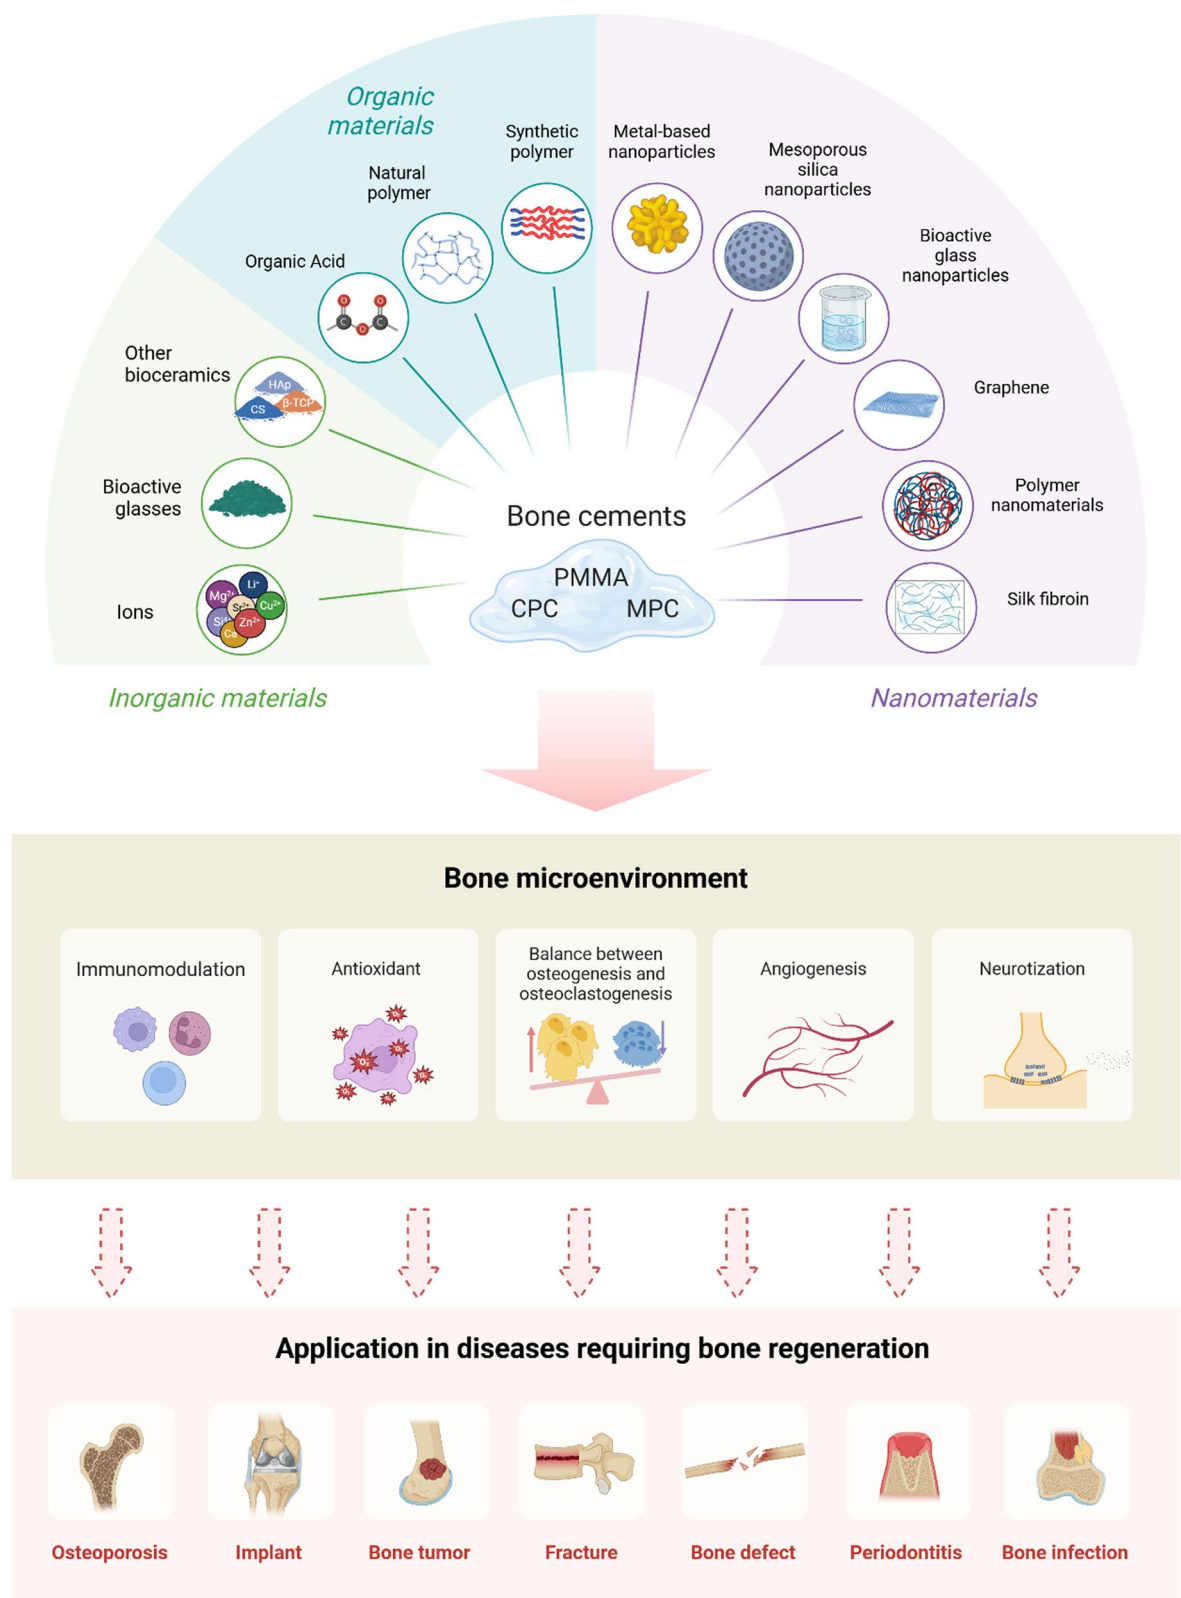 Organic
materials
Synthetic
polymer
Natural
polymer
Organic Acid
Metal-based
nanoparticles
Mesoporous
silica
nanoparticles
Bioactive
glass
nanoparticles
Graphene
Polymer
nanomaterials
Silk fibroin
Other
bioceramics
HAp
CS
β-TCP
Bioactive
glasses
Ions
Li⁺
Mg²⁺
Cu²⁺
Zn²⁺
Ca
Bone cements
PMMA
CPC MPC
Inorganic materials
Nanomaterials
Bone microenvironment
Immunomodulation
Antioxidant
Balance between
osteogenesis and
osteoclastogenesis
Angiogenesis
Neurotization
Application in diseases requiring bone regeneration
Osteoporosis
Implant
Bone tumor
Fracture
Bone defect
Periodontitis
Bone infection